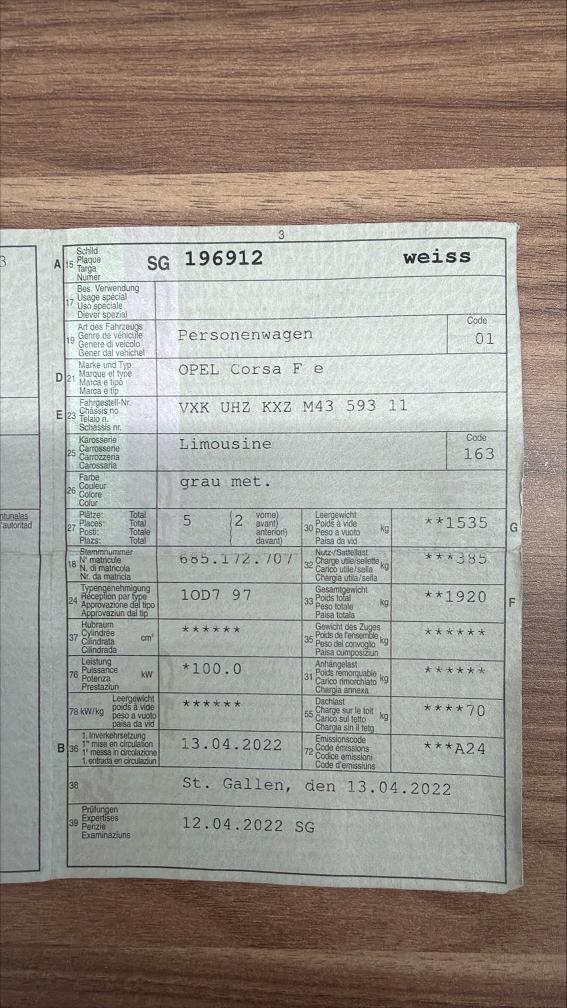 3
3
A 15 Schild
Plaque
Targa
Numer
SG 196912 weiss
17 Bes. Verwendung
Usage spécial
Uso speciale
Diever spezial
19 Art des Fahrzeugs
Genre de véhicule
Genere di veicolo
Gener dal vehichel
Personenwagen
Code
01
D 21 Marke und Typ
Marque et type
Marca e tipo
Marca e tip
OPEL Corsa F e
E 23 Fahrgestell-Nr.
Châssis no
Telaio n.
Schassis nr.
VXK UHZ KXZ M43 593 11
25 Karosserie
Carrosserie
Carrozzeria
Carossaria
Limousine
Code
163
26 Farbe
Couleur
Colore
Colur
grau met.
27 Plätze: Total
Places: Total
Posti: Totale
Plazs: Total
5
(2 vorne)
avant)
anteriori)
davant)
30 Leergewicht
Poids à vide
Peso a vuoto
Paisa da vid
kg
**1535
G
18 Stammnummer
N° matricule
N. di matricola
Nr. da matricla
685.172.707
32 Nutz-/Sattellast
Charge utile/sellette
Carico utile/sella
Chargia utila/sella
kg
***385
24 Typengenehmigung
Réception par type
Approvazione del tipo
Approvaziun dal tip
1OD7 97
33 Gesamtgewicht
Poids total
Peso totale
Paisa totala
kg
**1920
F
37 Hubraum
Cylindrée
Cilindrata
Cilindrada
cm³
******
35 Gewicht des Zuges
Poids de l'ensemble
Peso del convoglio
Paisa cumposiziun
kg
******
76 Leistung
Puissance
Potenza
Prestaziun
kW
*100.0
31 Anhängelast
Poids remorquable
Carico rimorchiato
Chargia annexa
kg
******
78 kW/kg
Leergewicht
poids à vide
peso a vuoto
paisa da vid
******
55 Dachlast
Charge sur le toit
Carico sul tetto
Chargia sin il tetg
kg
****70
B 36 1. Inverkehrsetzung
1re mise en circulation
1a messa in circolazione
1. entrada en circulaziun
13.04.2022
72 Emissionscode
Code émissions
Codice emissioni
Code d'emissiuns
***A24
38 St. Gallen, den 13.04.2022
39 Prüfungen
Expertises
Perizie
Examinaziuns
12.04.2022 SG